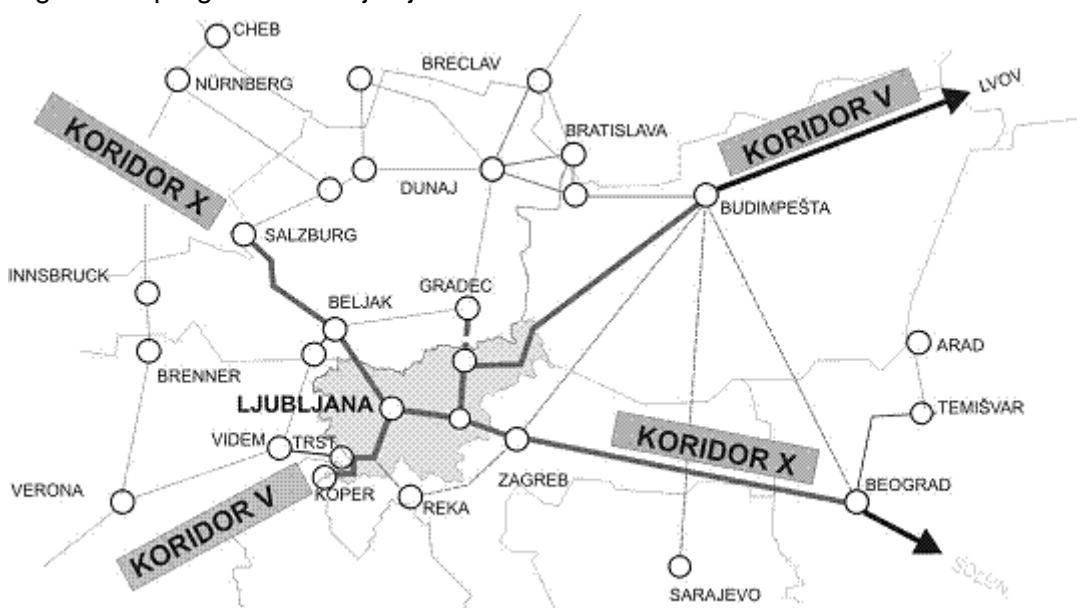 CHEB
BRECLAV
NÜRNBERG
KORIDOR V
LVOV
KORIDOR X
BRATISLAVA
DUNAJ
BUDIMPEŠTA
SALZBURG
INNSBRUCK
GRADEC
BELJAK
ARAD
BRENNER
LJUBLJANA
TEMIŠVAR
VIDEM
TRST
KORIDOR X
ZAGREB
BEOGRAD
VERONA
KOPER
REKA
KORIDOR V
SOLUN
SARAJEVO